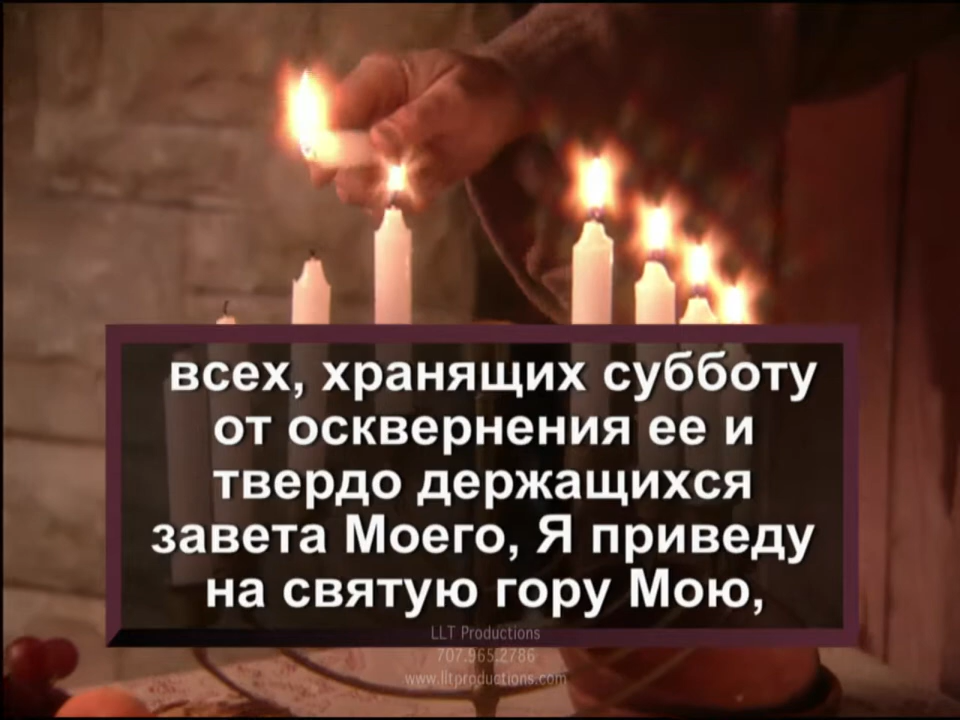 всех, хранящих субботу
от осквернения ее и
твердо держащихся
завета Моего, Я приведу
на святую гору Мою,
LLT Productions
707.965.2786
www.lltproductions.com